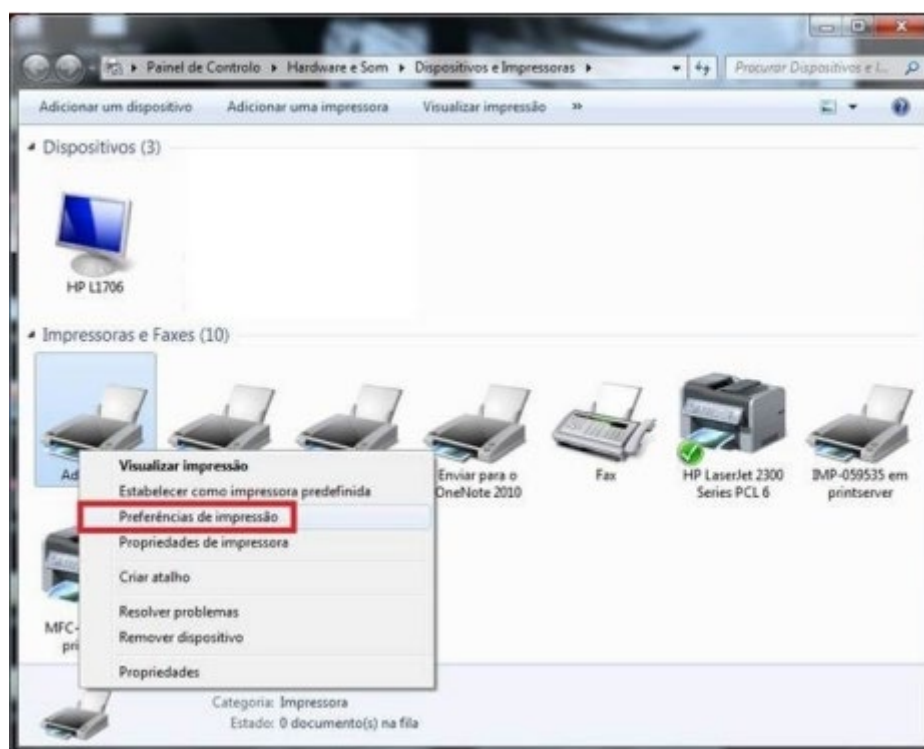 Painel de Controlo ▸ Hardware e Som ▸ Dispositivos e Impressoras ▸
Procurar Dispositivos e I...
Adicionar um dispositivo Adicionar uma impressora Visualizar impressão »
Dispositivos (3)
HP L1706
Impressoras e Faxes (10)
Ad
Enviar para o
OneNote 2010
Fax
HP LaserJet 2300
Series PCL 6
IMP-059535 em
printserver
Visualizar impressão
Estabelecer como impressora predefinida
Preferências de impressão
Propriedades de impressora
Criar atalho
Resolver problemas
Remover dispositivo
Propriedades
MFC-
pri
Categoria: Impressora
Estado: 0 documento(s) na fila